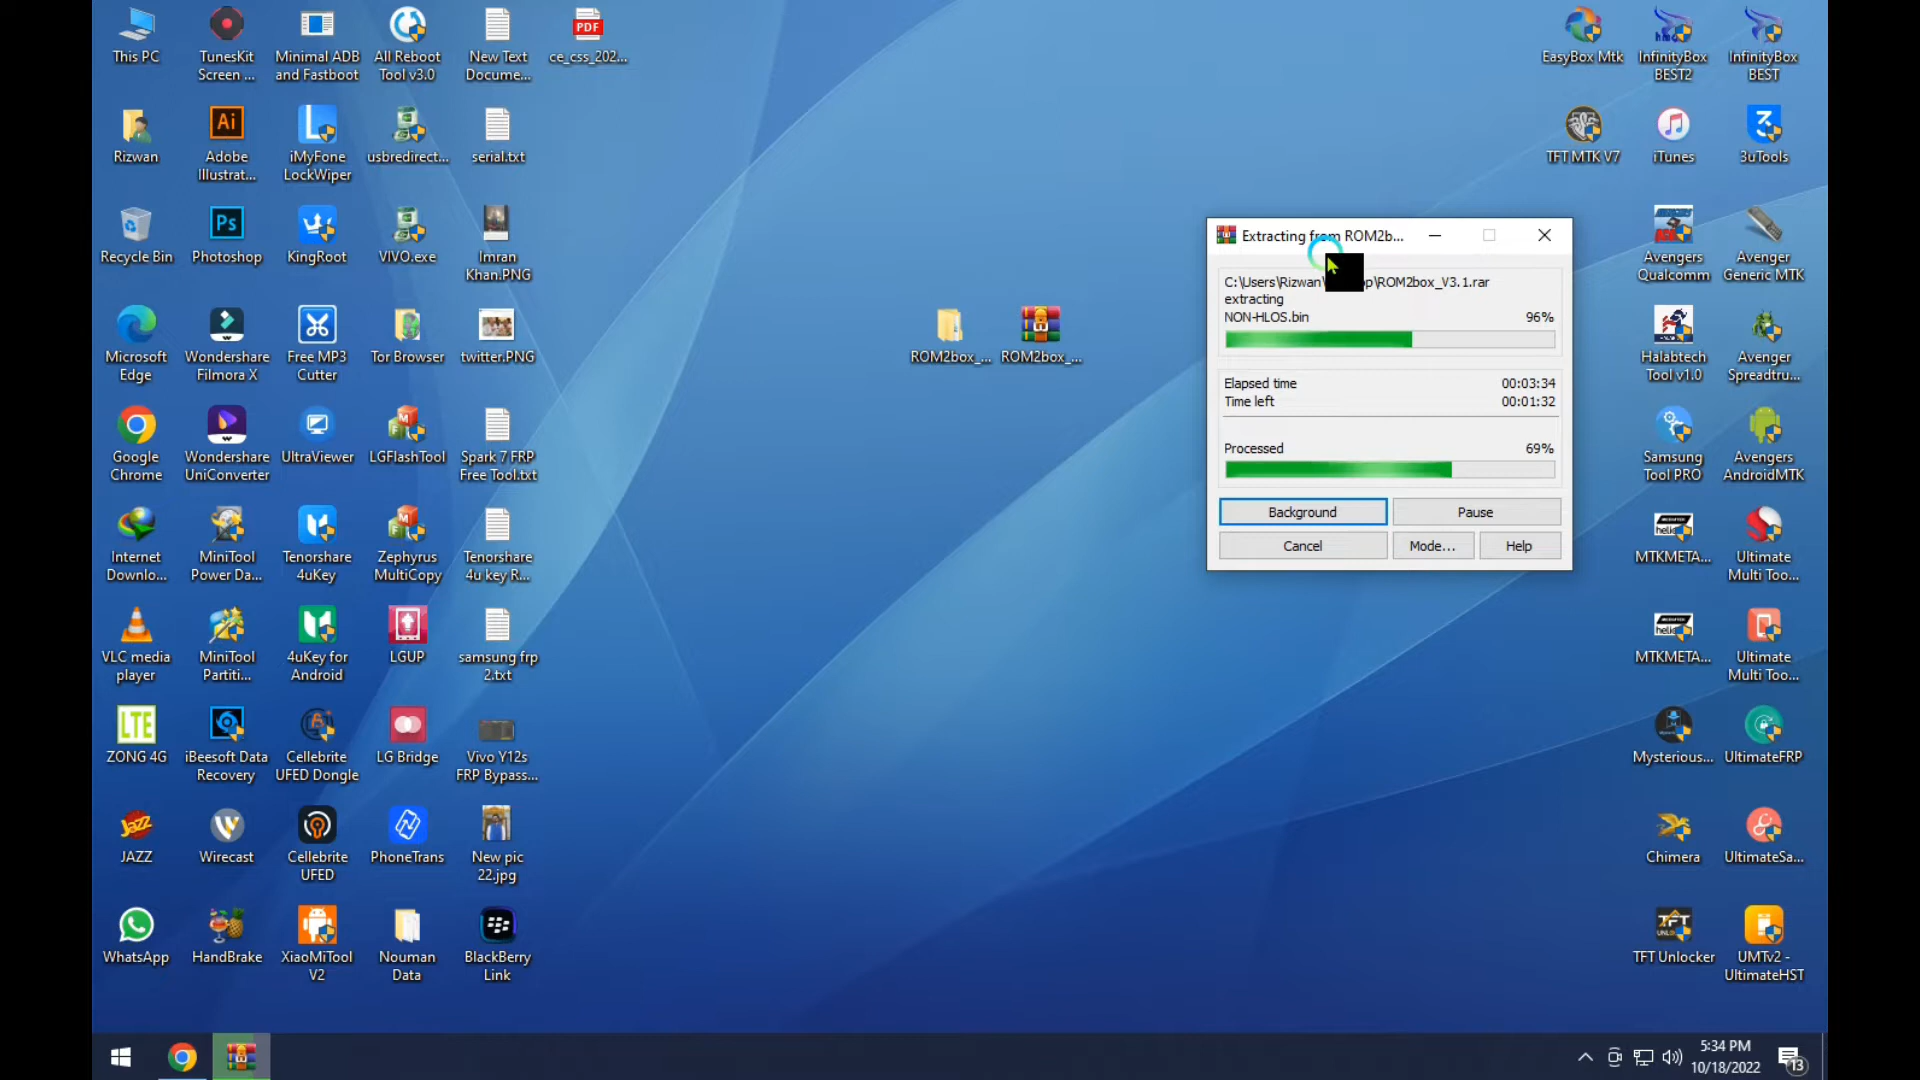 This PC
TunesKit
Screen ...
Minimal ADB
and Fastboot
All Reboot
Tool v3.0
New Text
Docume...
PDF
ce_css_202...
EasyBox Mtk
InfinityBox
BEST2
InfinityBox
BEST
Rizwan
Ai
Adobe
Illustrat...
iMyFone
LockWiper
usbredirect...
serial.txt
TFT MTK V7
iTunes
3uTools
Recycle Bin
Ps
Photoshop
KingRoot
VIVO.exe
Imran
Khan.PNG
Avengers
Qualcomm
Avenger
Generic MTK
Microsoft
Edge
Wondershare
Filmora X
Free MP3
Cutter
Tor Browser
twitter.PNG
ROM2box_...
ROM2box_...
Halabtech
Tool v1.0
Avenger
Spreadtru...
Extracting from ROM2b...
C:\Users\Rizwan\
p\ROM2box_V3.1.rar
extracting
NON-HLOS.bin
96%
Elapsed time
00:03:34
Time left
00:01:32
Processed
69%
Background
Pause
Cancel
Mode...
Help
Google
Chrome
Wondershare
UniConverter
UltraViewer
LGFlashTool
Spark 7 FRP
Free Tool.txt
Samsung
Tool PRO
Avengers
AndroidMTK
Internet
Downlo...
MiniTool
Power Da...
Tenorshare
4uKey
Zephyrus
MultiCopy
Tenorshare
4u key R...
MTKMETA...
Ultimate
Multi Too...
VLC media
player
MiniTool
Partiti...
4uKey for
Android
LGUP
samsung frp
2.txt
MTKMETA...
Ultimate
Multi Too...
LTE
ZONG 4G
iBeesoft Data
Recovery
Cellebrite
UFED Dongle
LG Bridge
Vivo Y12s
FRP Bypass...
Mysterious...
UltimateFRP
Jazz
JAZZ
Wirecast
Cellebrite
UFED
PhoneTrans
New pic
22.jpg
Chimera
UltimateSa...
WhatsApp
HandBrake
XiaoMiTool
V2
Nouman
Data
BlackBerry
Link
TFT
TFT Unlocker
UMTv2 -
UltimateHST
5:34 PM
10/18/2022
13